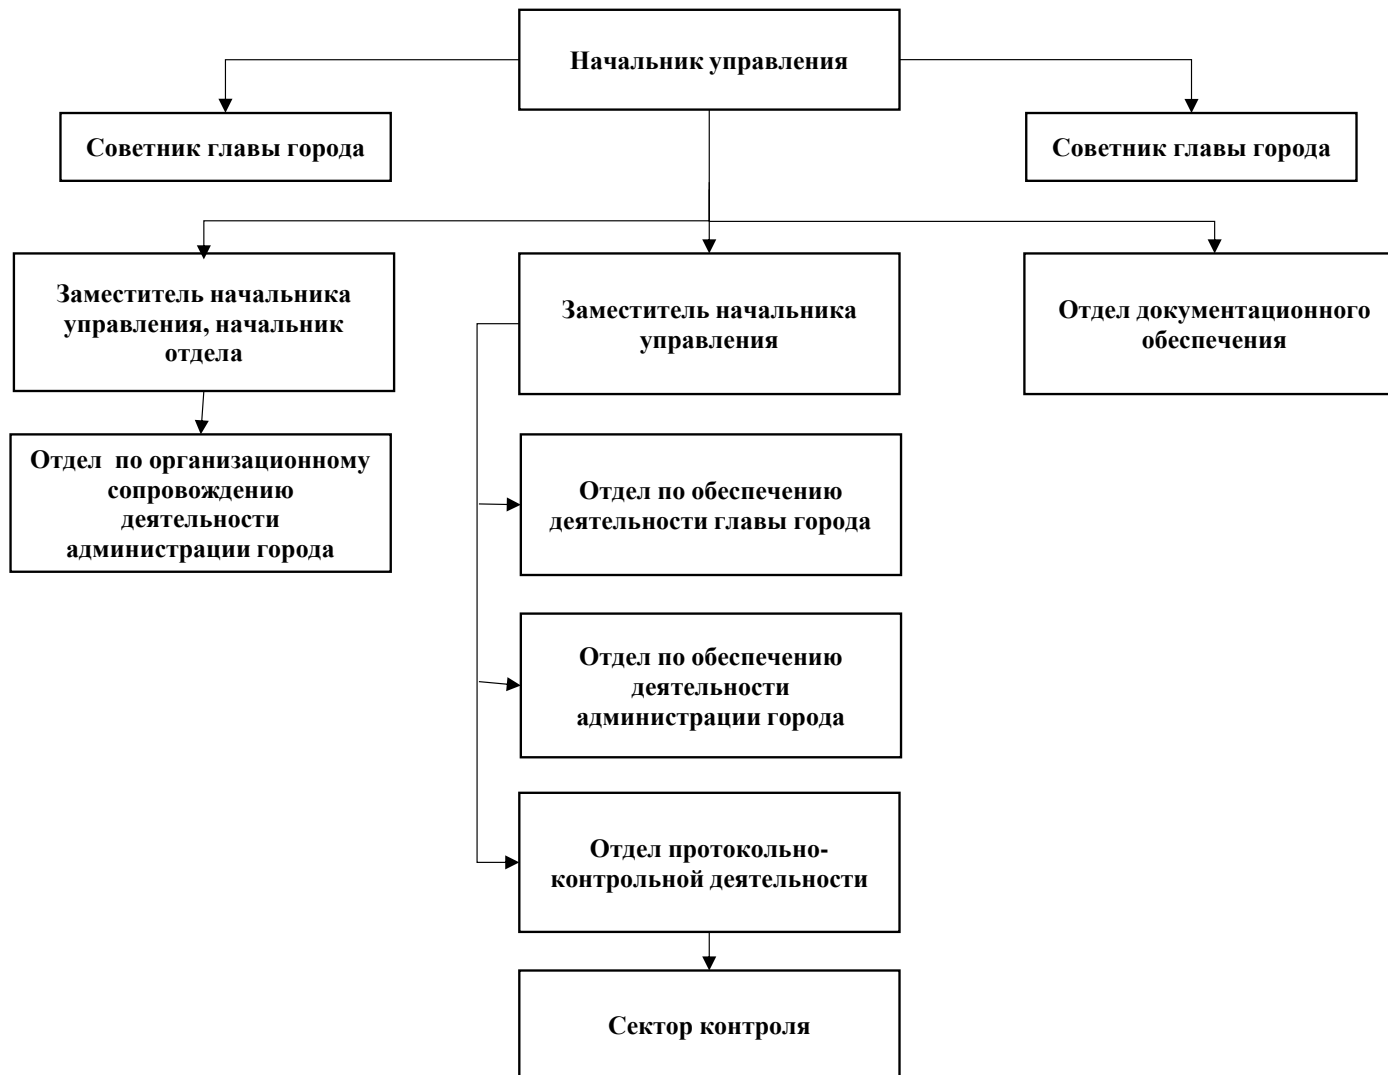 Начальник управления
Советник главы города
Советник главы города
Заместитель начальника
управления, начальник
отдела
Заместитель начальника
управления
Отдел документационного
обеспечения
Отдел по организационному
сопровождению
деятельности
администрации города
Отдел по обеспечению
деятельности главы города
Отдел по обеспечению
деятельности
администрации города
Отдел протокольно-
контрольной деятельности
Сектор контроля